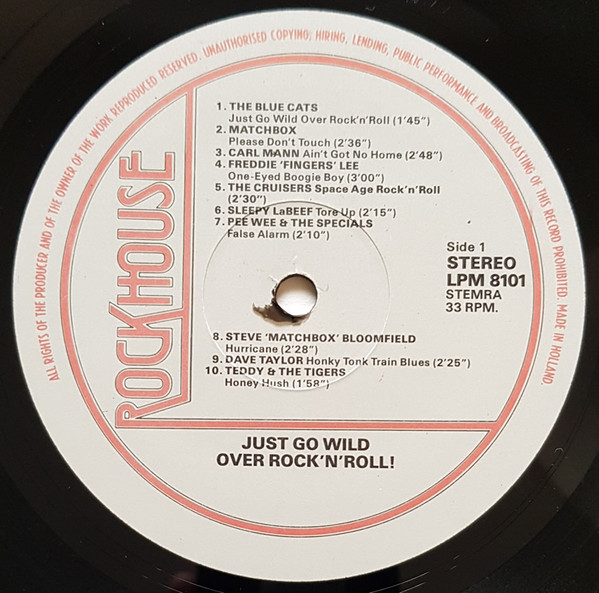 ALL RIGHTS OF THE PRODUCER AND OF THE OWNER OF THE WORK REPRODUCED RESERVED. UNAUTHORISED COPYING, HIRING, LENDING, PUBLIC PERFORMANCE AND BROADCASTING OF THIS RECORD PROHIBITED. MADE IN HOLLAND.
ROCKHOUSE
1. THE BLUE CATS
Just Go Wild Over Rock'n'Roll (1'45")
2. MATCHBOX
Please Don't Touch (2'36")
3. CARL MANN Ain't Got No Home (2'48")
4. FREDDIE 'FINGERS' LEE
One-Eyed Boogie Boy (3'00")
5. THE CRUISERS Space Age Rock'n'Roll
(2'30")
6. SLEEPY LaBEEF Tore Up (2'15")
7. PEE WEE & THE SPECIALS
False Alarm (2'10")
Side 1
STEREO
LPM 8101
STEMRA
33 RPM.
8. STEVE 'MATCHBOX' BLOOMFIELD
Hurricane (2'28")
9. DAVE TAYLOR Honky Tonk Train Blues (2'25")
10. TEDDY & THE TIGERS
Honey Hush (1'58")
JUST GO WILD
OVER ROCK'N'ROLL!